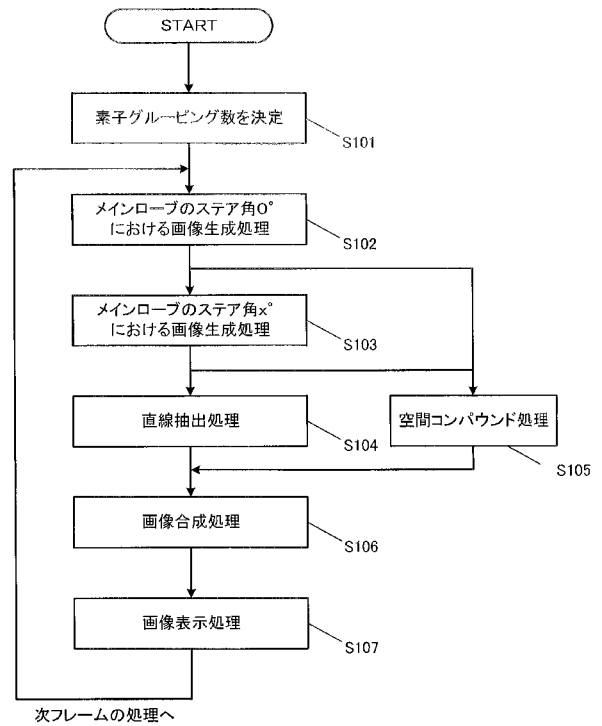 START
素子グルーピング数を決定
S101
メインローブのステア角0°
における画像生成処理
S102
メインローブのステア角x°
における画像生成処理
S103
直線抽出処理
S104
空間コンパウンド処理
S105
画像合成処理
S106
画像表示処理
S107
次フレームの処理へ